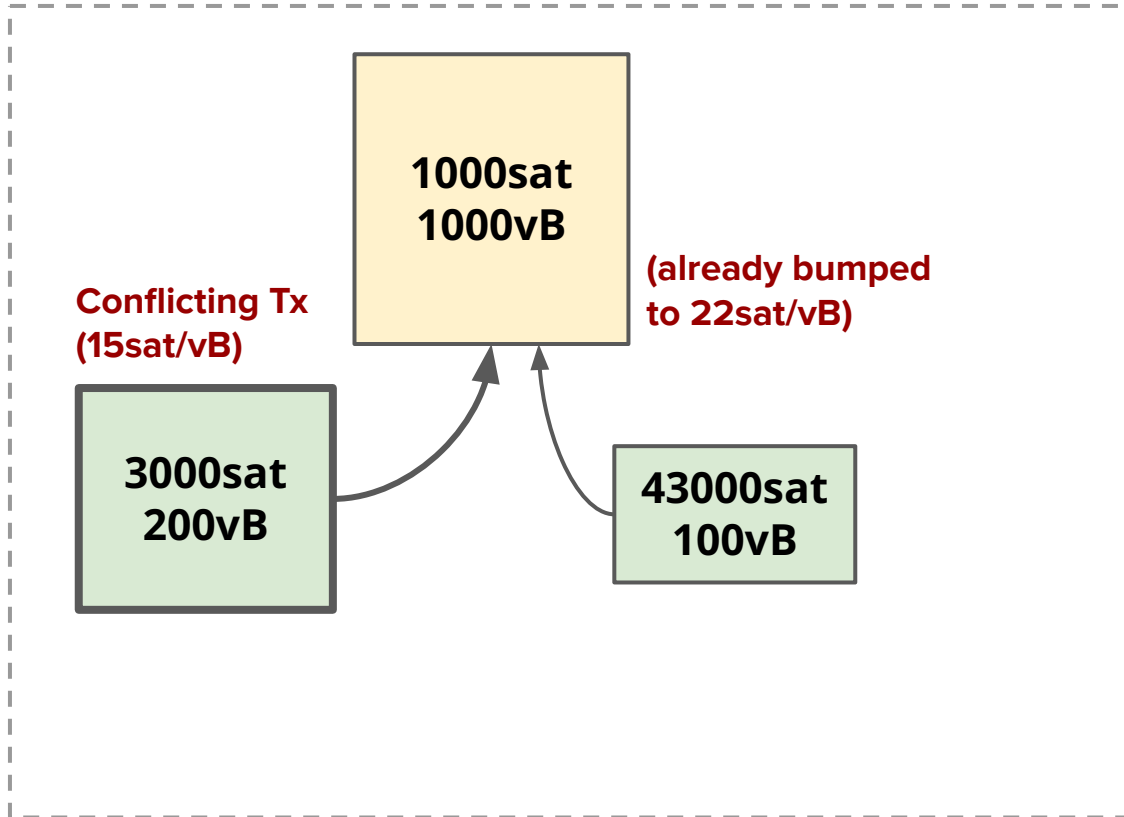 1000sat
1000vB
(already bumped
to 22sat/vB)
Conflicting Tx
(15sat/vB)
3000sat
200vB
43000sat
100vB